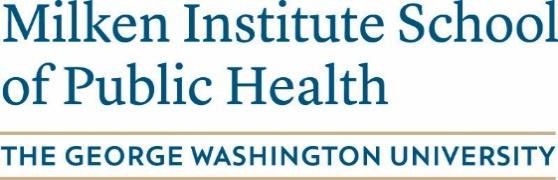 Milken Institute School
of Public Health
THE GEORGE WASHINGTON UNIVERSITY